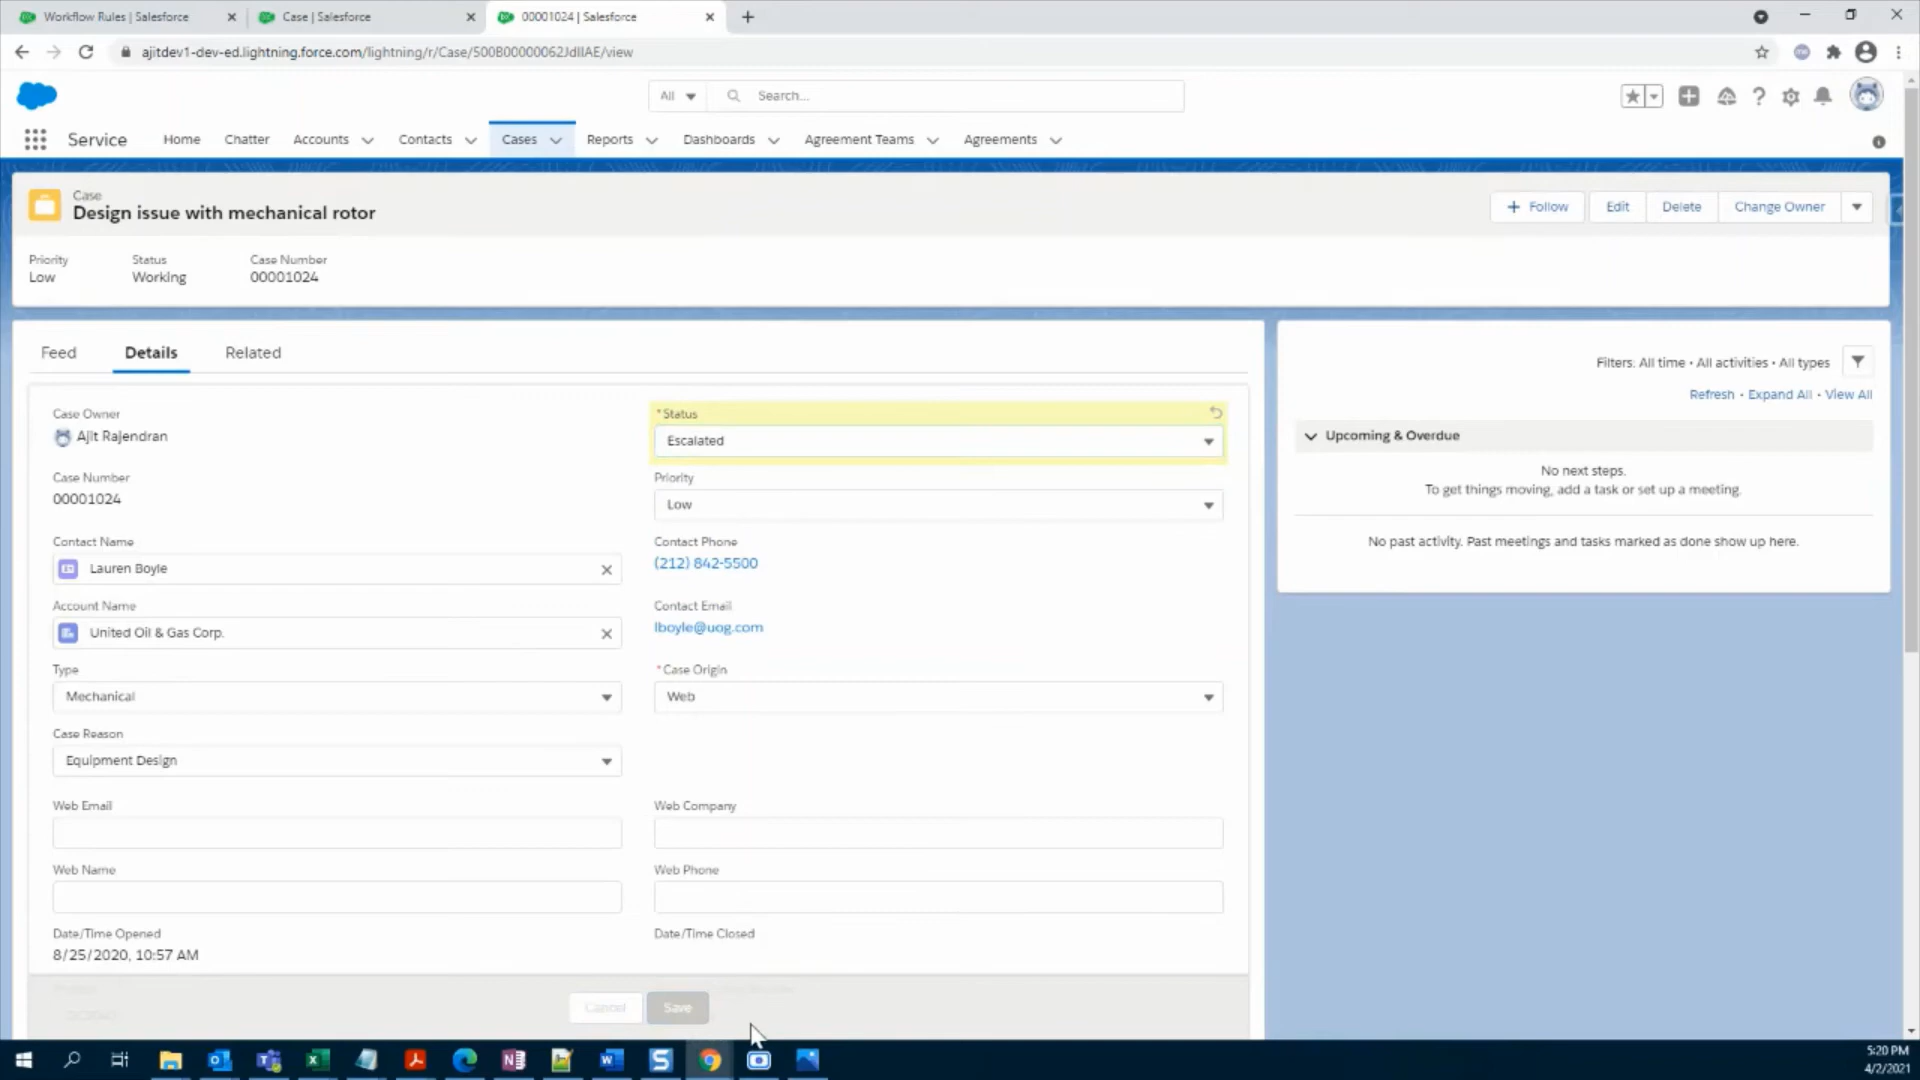 Workflow Rules | Salesforce
Case | Salesforce
00001024 | Salesforce
ajitdev1-dev-ed.lightning.force.com/lightning/r/Case/500B00000062JdIIAE/view
All
Search...
Service
Home
Chatter
Accounts
Contacts
Cases
Reports
Dashboards
Agreement Teams
Agreements
Case
Design issue with mechanical rotor
Follow
Edit
Delete
Change Owner
Priority
Low
Status
Working
Case Number
00001024
Feed
Details
Related
Case Owner
Ajit Rajendran
*Status
Escalated
Case Number
00001024
Priority
Low
Contact Name
Lauren Boyle
Contact Phone
(212) 842-5500
Account Name
United Oil & Gas Corp.
Contact Email
lboyle@uog.com
Type
Mechanical
*Case Origin
Web
Case Reason
Equipment Design
Web Email
Web Company
Web Name
Web Phone
Date/Time Opened
8/25/2020, 10:57 AM
Date/Time Closed
Cancel
Save
Filters: All time • All activities • All types
Refresh • Expand All • View All
Upcoming & Overdue
No next steps.
To get things moving, add a task or set up a meeting.
No past activity. Past meetings and tasks marked as done show up here.
5:20 PM
4/2/2021